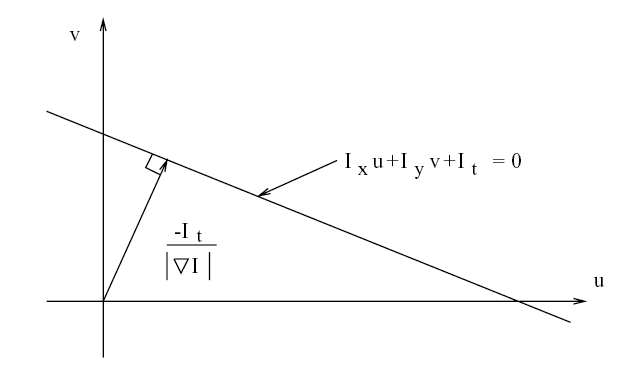 v
I x u+I y v+I t = 0
-I t
|▽I|
u